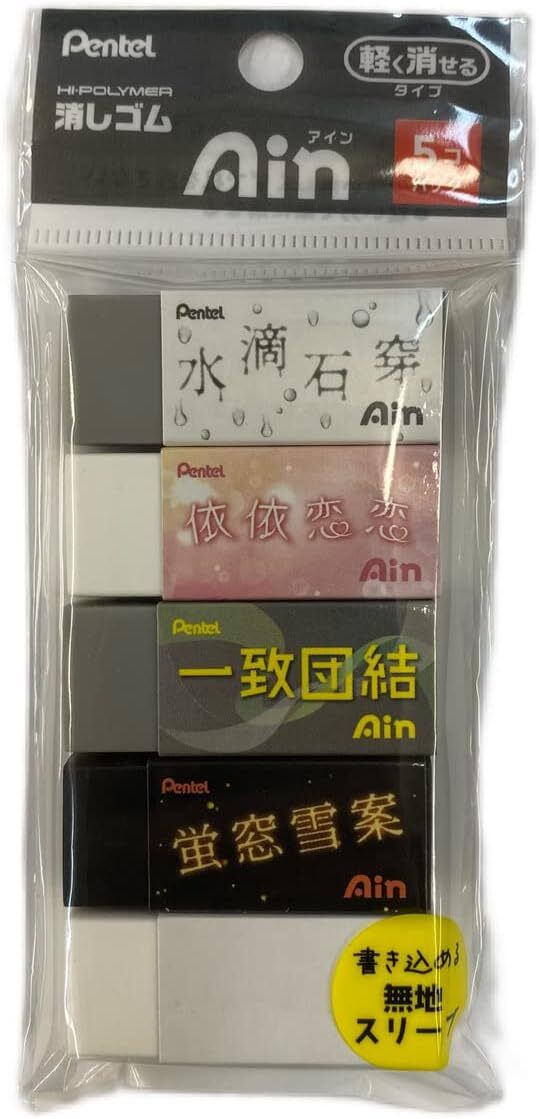 Pentel
軽く消せる
タイプ
HI-POLYMER
消しゴム
アイン
Ain
5コ
パック
Pentel
水滴石穿
Ain
Pentel
依依恋恋
Ain
Pentel
一致団結
Ain
Pentel
蛍窓雪案
Ain
書き込める
無地
スリーブ